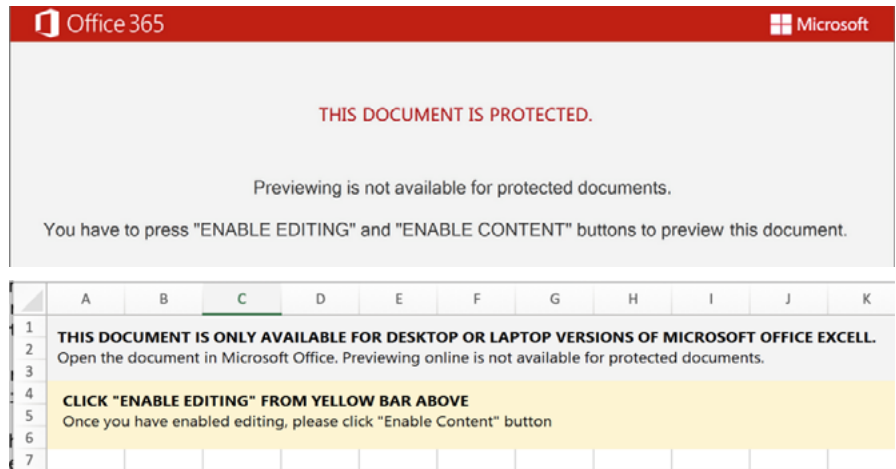 Office 365
Microsoft
THIS DOCUMENT IS PROTECTED.
Previewing is not available for protected documents.
You have to press "ENABLE EDITING" and "ENABLE CONTENT" buttons to preview this document.
A B C D E F G H I J K
1
THIS DOCUMENT IS ONLY AVAILABLE FOR DESKTOP OR LAPTOP VERSIONS OF MICROSOFT OFFICE EXCELL.
2
Open the document in Microsoft Office. Previewing online is not available for protected documents.
3
4
CLICK "ENABLE EDITING" FROM YELLOW BAR ABOVE
5
Once you have enabled editing, please click "Enable Content" button
6
7